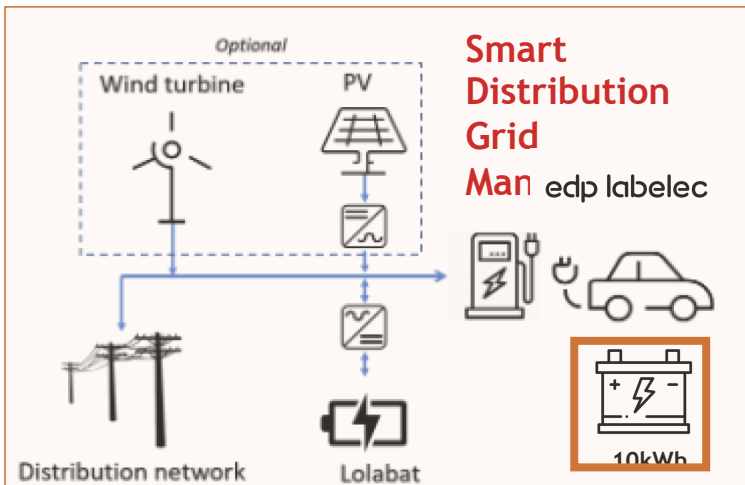 Optional
Wind turbine
PV
Smart
Distribution
Grid
Man
edp labelec
+ −
10kWh
Distribution network
Lolabat